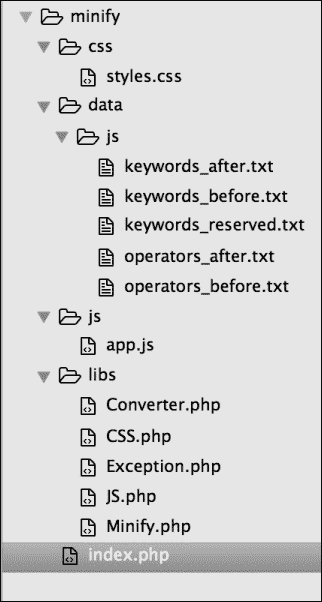 minify
css
styles.css
data
js
keywords_after.txt
keywords_before.txt
keywords_reserved.txt
operators_after.txt
operators_before.txt
js
app.js
libs
Converter.php
CSS.php
Exception.php
JS.php
Minify.php
index.php